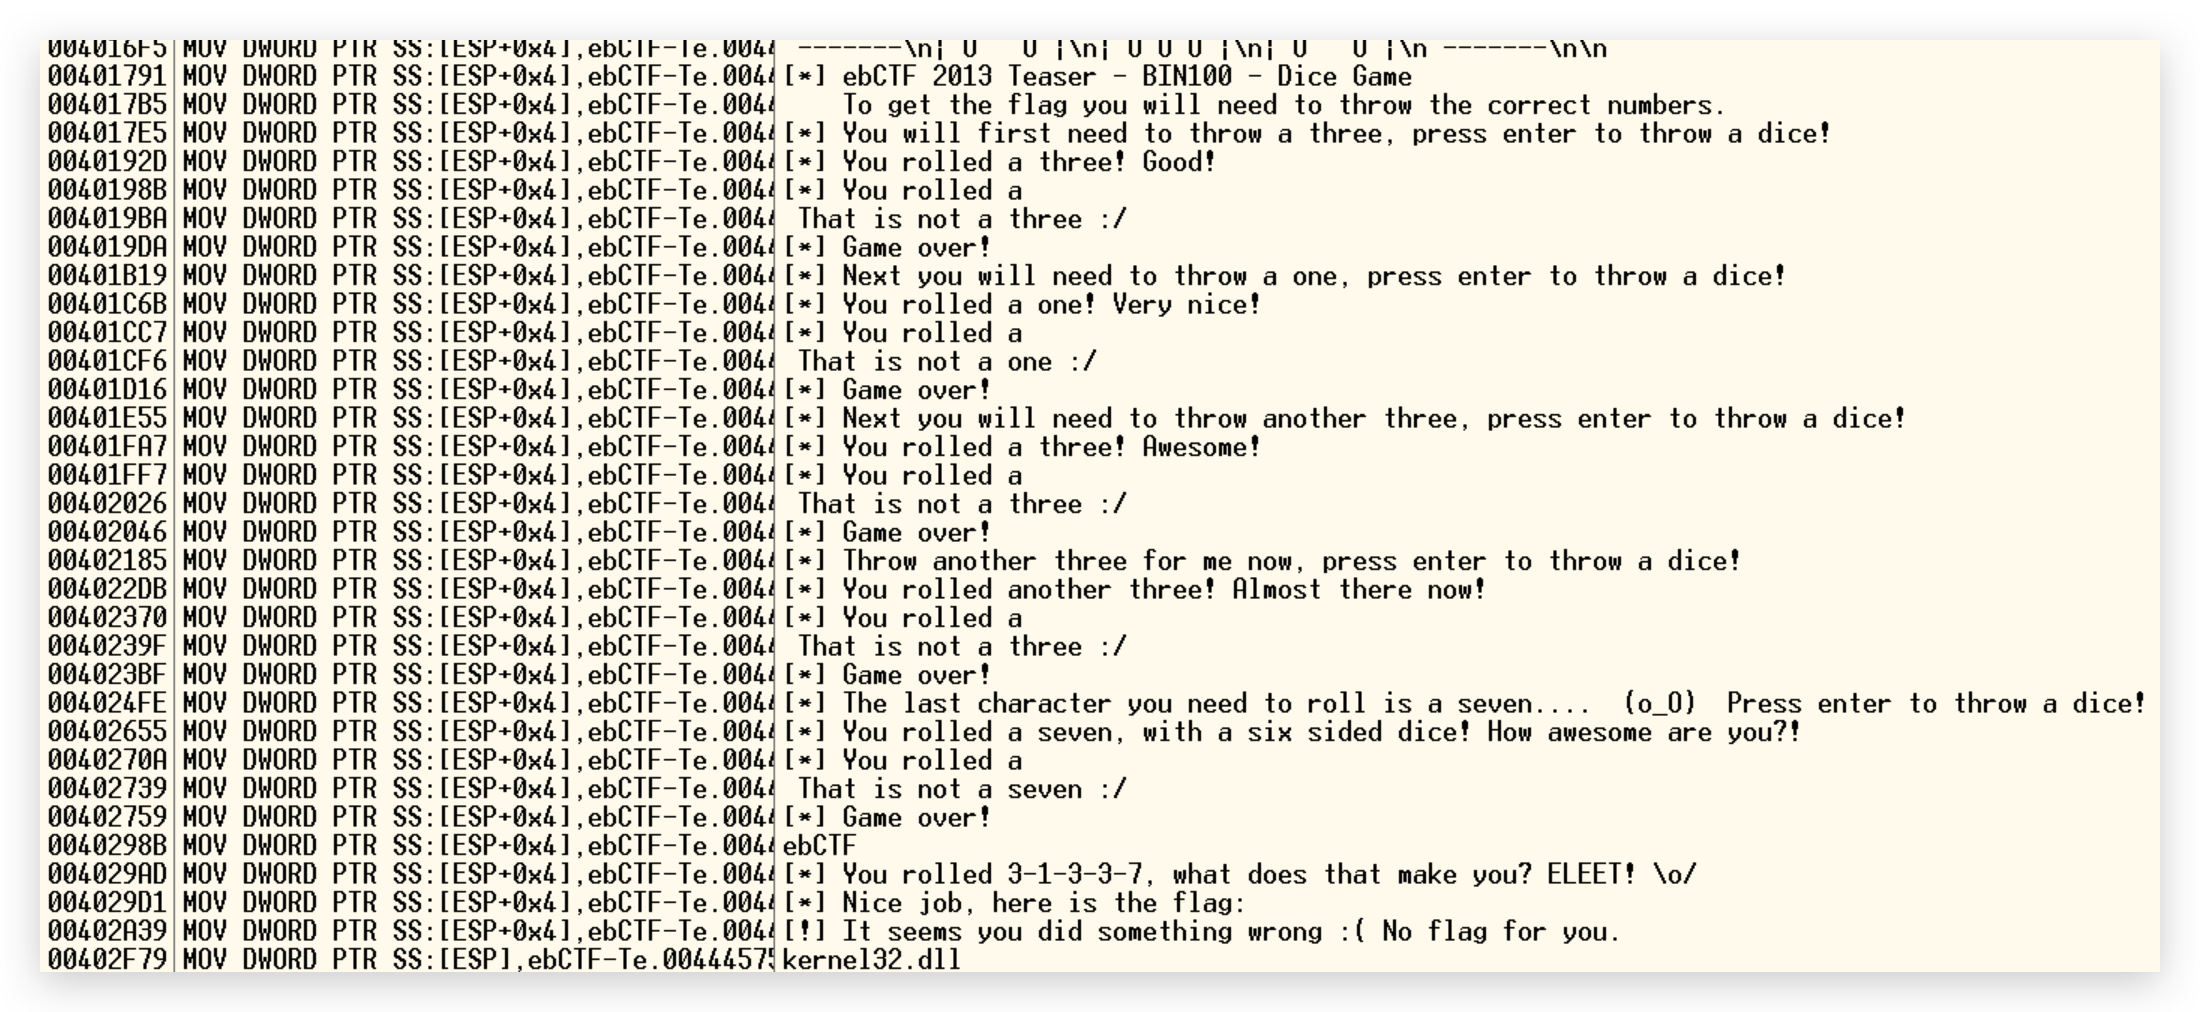 004016F5 MOV DWORD PTR SS:[ESP+0x4],ebCTF-Te.0044 -------\n| O   O |\n| O O O |\n| O   O |\n -------\n\n
00401791 MOV DWORD PTR SS:[ESP+0x4],ebCTF-Te.0044 [*] ebCTF 2013 Teaser - BIN100 - Dice Game
004017B5 MOV DWORD PTR SS:[ESP+0x4],ebCTF-Te.0044 To get the flag you will need to throw the correct numbers.
004017E5 MOV DWORD PTR SS:[ESP+0x4],ebCTF-Te.0044 [*] You will first need to throw a three, press enter to throw a dice!
0040192D MOV DWORD PTR SS:[ESP+0x4],ebCTF-Te.0044 [*] You rolled a three! Good!
0040198B MOV DWORD PTR SS:[ESP+0x4],ebCTF-Te.0044 [*] You rolled a
004019BA MOV DWORD PTR SS:[ESP+0x4],ebCTF-Te.0044 That is not a three :/
004019DA MOV DWORD PTR SS:[ESP+0x4],ebCTF-Te.0044 [*] Game over!
00401B19 MOV DWORD PTR SS:[ESP+0x4],ebCTF-Te.0044 [*] Next you will need to throw a one, press enter to throw a dice!
00401C6B MOV DWORD PTR SS:[ESP+0x4],ebCTF-Te.0044 [*] You rolled a one! Very nice!
00401CC7 MOV DWORD PTR SS:[ESP+0x4],ebCTF-Te.0044 [*] You rolled a
00401CF6 MOV DWORD PTR SS:[ESP+0x4],ebCTF-Te.0044 That is not a one :/
00401D16 MOV DWORD PTR SS:[ESP+0x4],ebCTF-Te.0044 [*] Game over!
00401E55 MOV DWORD PTR SS:[ESP+0x4],ebCTF-Te.0044 [*] Next you will need to throw another three, press enter to throw a dice!
00401FA7 MOV DWORD PTR SS:[ESP+0x4],ebCTF-Te.0044 [*] You rolled a three! Awesome!
00401FF7 MOV DWORD PTR SS:[ESP+0x4],ebCTF-Te.0044 [*] You rolled a
00402026 MOV DWORD PTR SS:[ESP+0x4],ebCTF-Te.0044 That is not a three :/
00402046 MOV DWORD PTR SS:[ESP+0x4],ebCTF-Te.0044 [*] Game over!
00402185 MOV DWORD PTR SS:[ESP+0x4],ebCTF-Te.0044 [*] Throw another three for me now, press enter to throw a dice!
004022DB MOV DWORD PTR SS:[ESP+0x4],ebCTF-Te.0044 [*] You rolled another three! Almost there now!
00402370 MOV DWORD PTR SS:[ESP+0x4],ebCTF-Te.0044 [*] You rolled a
0040239F MOV DWORD PTR SS:[ESP+0x4],ebCTF-Te.0044 That is not a three :/
004023BF MOV DWORD PTR SS:[ESP+0x4],ebCTF-Te.0044 [*] Game over!
004024FE MOV DWORD PTR SS:[ESP+0x4],ebCTF-Te.0044 [*] The last character you need to roll is a seven....  (o_O)  Press enter to throw a dice!
00402655 MOV DWORD PTR SS:[ESP+0x4],ebCTF-Te.0044 [*] You rolled a seven, with a six sided dice! How awesome are you?!
0040270A MOV DWORD PTR SS:[ESP+0x4],ebCTF-Te.0044 [*] You rolled a
00402739 MOV DWORD PTR SS:[ESP+0x4],ebCTF-Te.0044 That is not a seven :/
00402759 MOV DWORD PTR SS:[ESP+0x4],ebCTF-Te.0044 [*] Game over!
0040298B MOV DWORD PTR SS:[ESP+0x4],ebCTF-Te.0044 ebCTF
004029AD MOV DWORD PTR SS:[ESP+0x4],ebCTF-Te.0044 [*] You rolled 3-1-3-3-7, what does that make you? ELEET! \o/
004029D1 MOV DWORD PTR SS:[ESP+0x4],ebCTF-Te.0044 [*] Nice job, here is the flag:
00402A39 MOV DWORD PTR SS:[ESP+0x4],ebCTF-Te.0044 [!] It seems you did something wrong :( No flag for you.
00402F79 MOV DWORD PTR SS:[ESP],ebCTF-Te.00444575 kernel32.dll